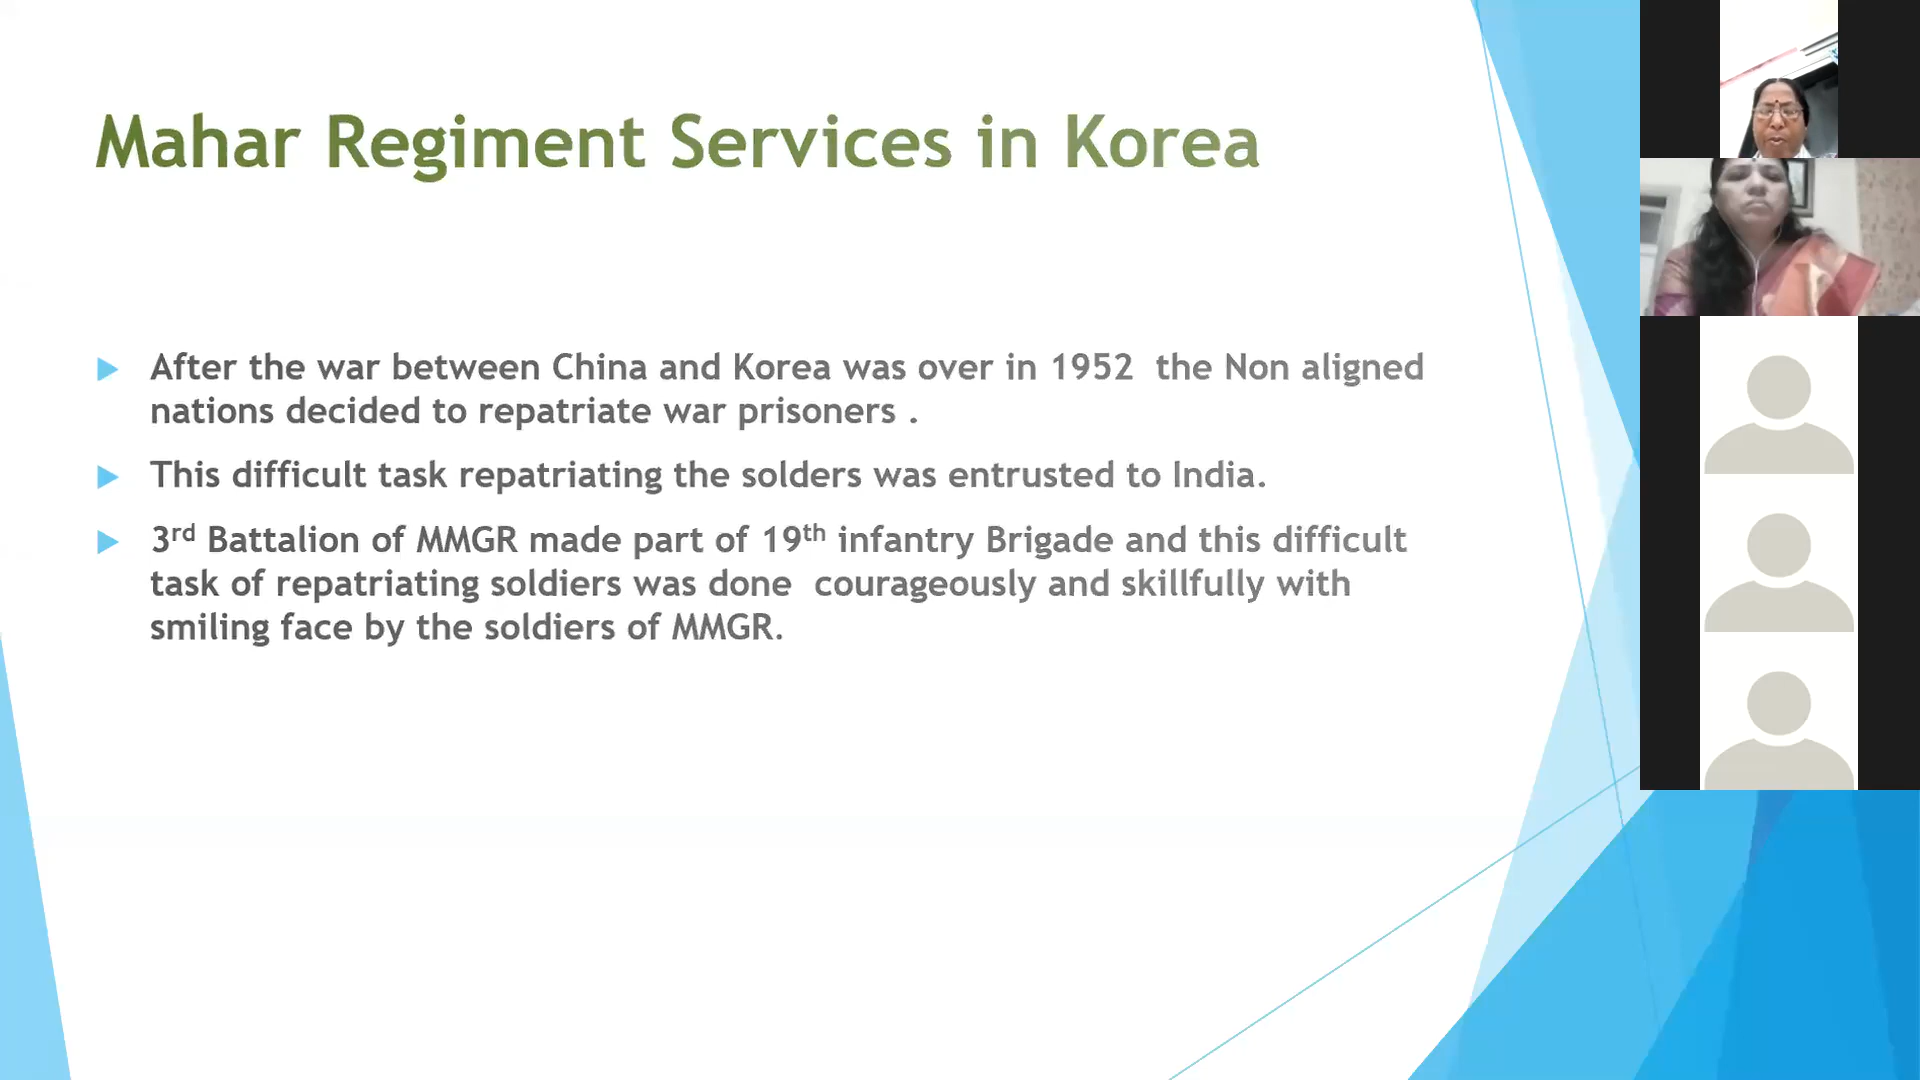 Mahar Regiment Services in Korea
After the war between China and Korea was over in 1952 the Non aligned
nations decided to repatriate war prisoners .
This difficult task repatriating the solders was entrusted to India.
3rd Battalion of MMGR made part of 19th infantry Brigade and this difficult
task of repatriating soldiers was done courageously and skillfully with
smiling face by the soldiers of MMGR.